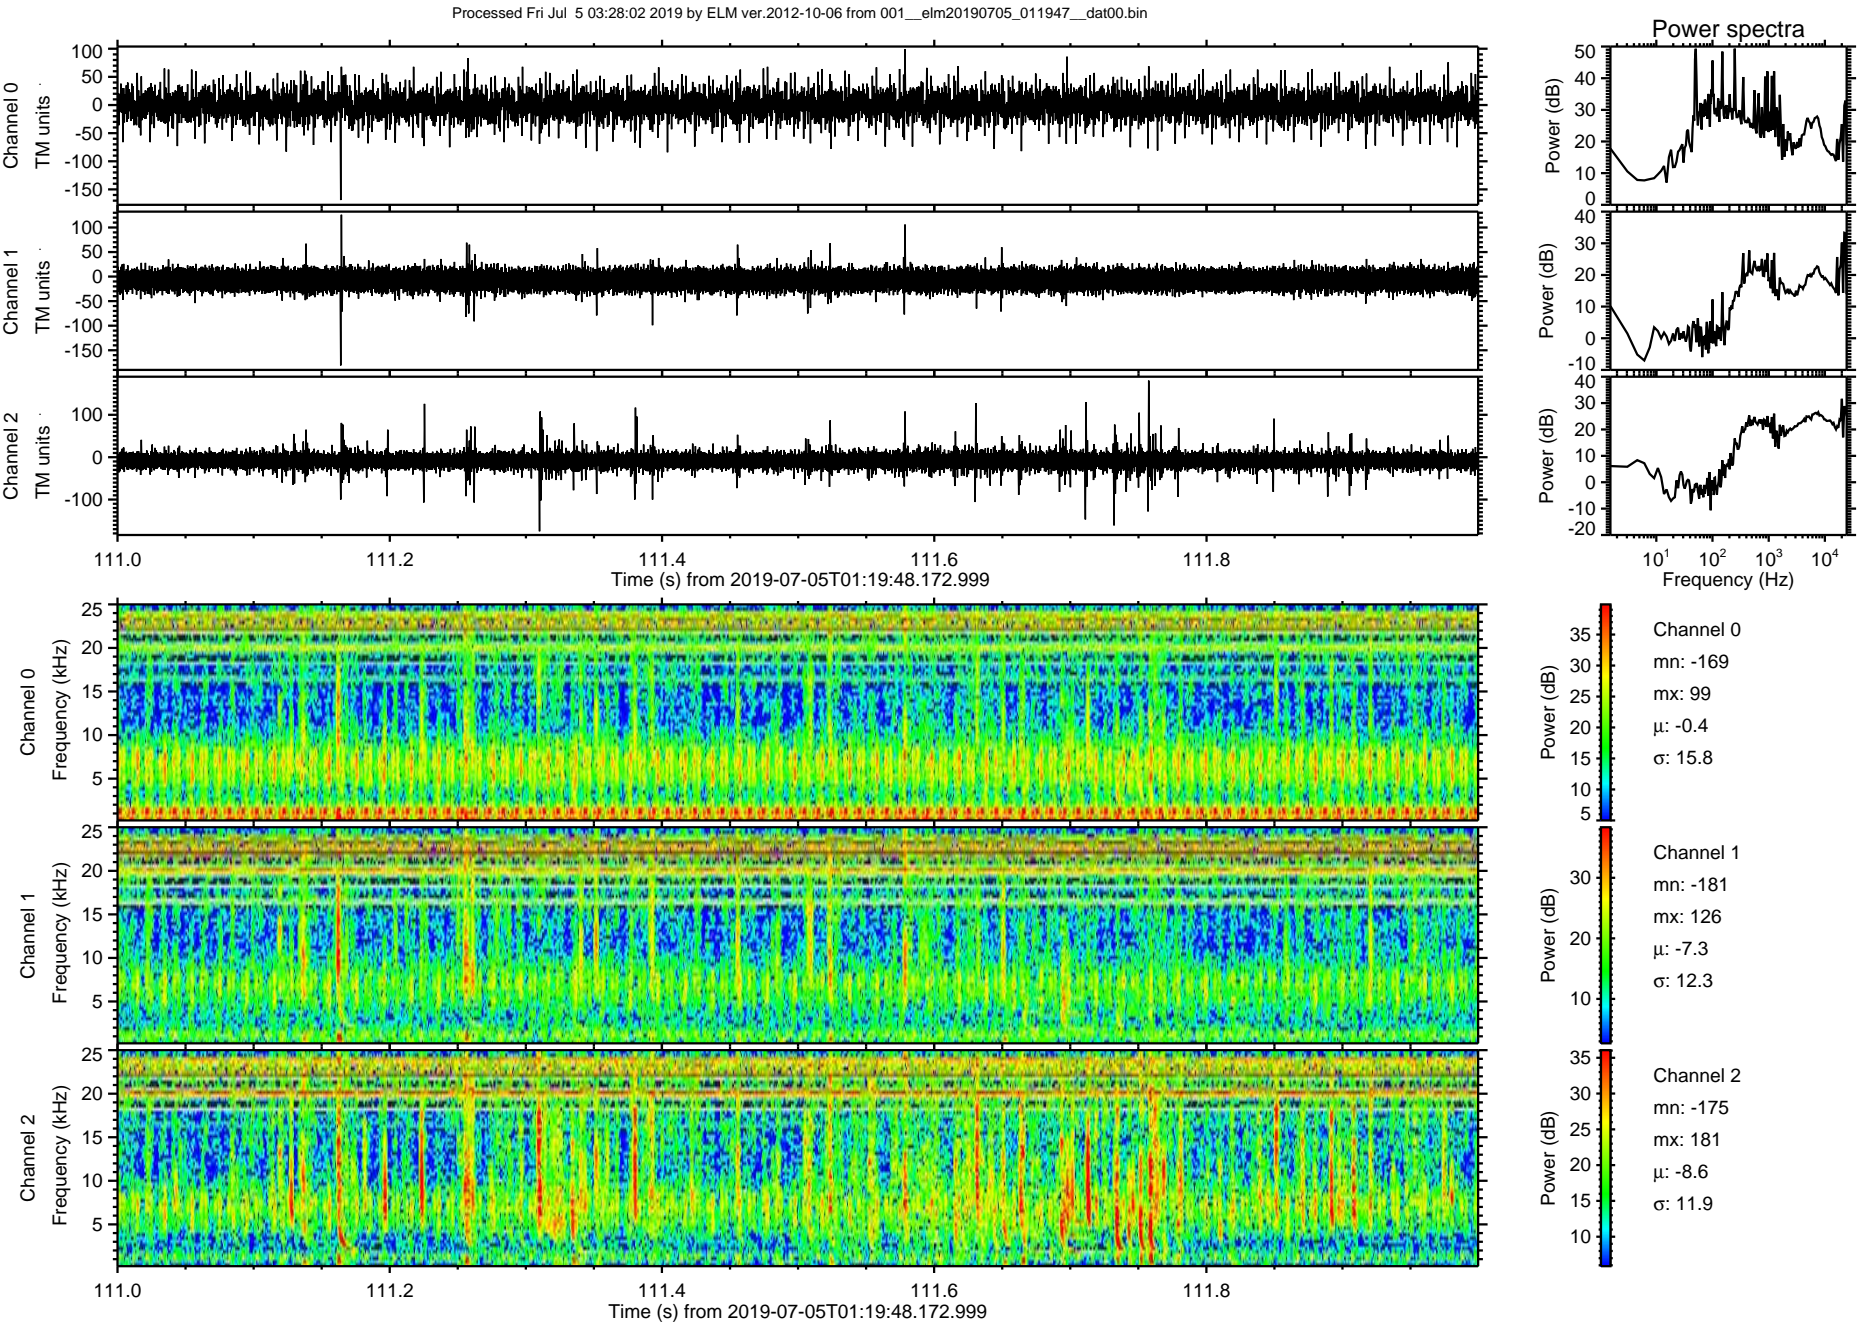 Processed Fri Jul  5 03:28:02 2019 by ELM ver.2012-10-06 from 001__elm20190705_011947__dat00.bin
Power spectra
Channel 0
TM units
100
50
0
-50
-100
-150
Power (dB)
50
40
30
20
10
0
Channel 1
TM units
100
50
0
-50
-100
-150
Power (dB)
40
30
20
10
0
-10
Channel 2
TM units
100
0
-100
Power (dB)
40
30
20
10
0
-10
-20
111.0 111.2 111.4 111.6 111.8
Time (s) from 2019-07-05T01:19:48.172.999
10¹ 10² 10³ 10⁴
Frequency (Hz)
Channel 0
Frequency (kHz)
25
20
15
10
5
Power (dB)
35
30
25
20
15
10
5
Channel 0
mn: -169
mx: 99
μ: -0.4
σ: 15.8
Channel 1
Frequency (kHz)
25
20
15
10
5
Power (dB)
30
20
10
Channel 1
mn: -181
mx: 126
μ: -7.3
σ: 12.3
Channel 2
Frequency (kHz)
25
20
15
10
5
Power (dB)
35
30
25
20
15
10
Channel 2
mn: -175
mx: 181
μ: -8.6
σ: 11.9
111.0 111.2 111.4 111.6 111.8
Time (s) from 2019-07-05T01:19:48.172.999